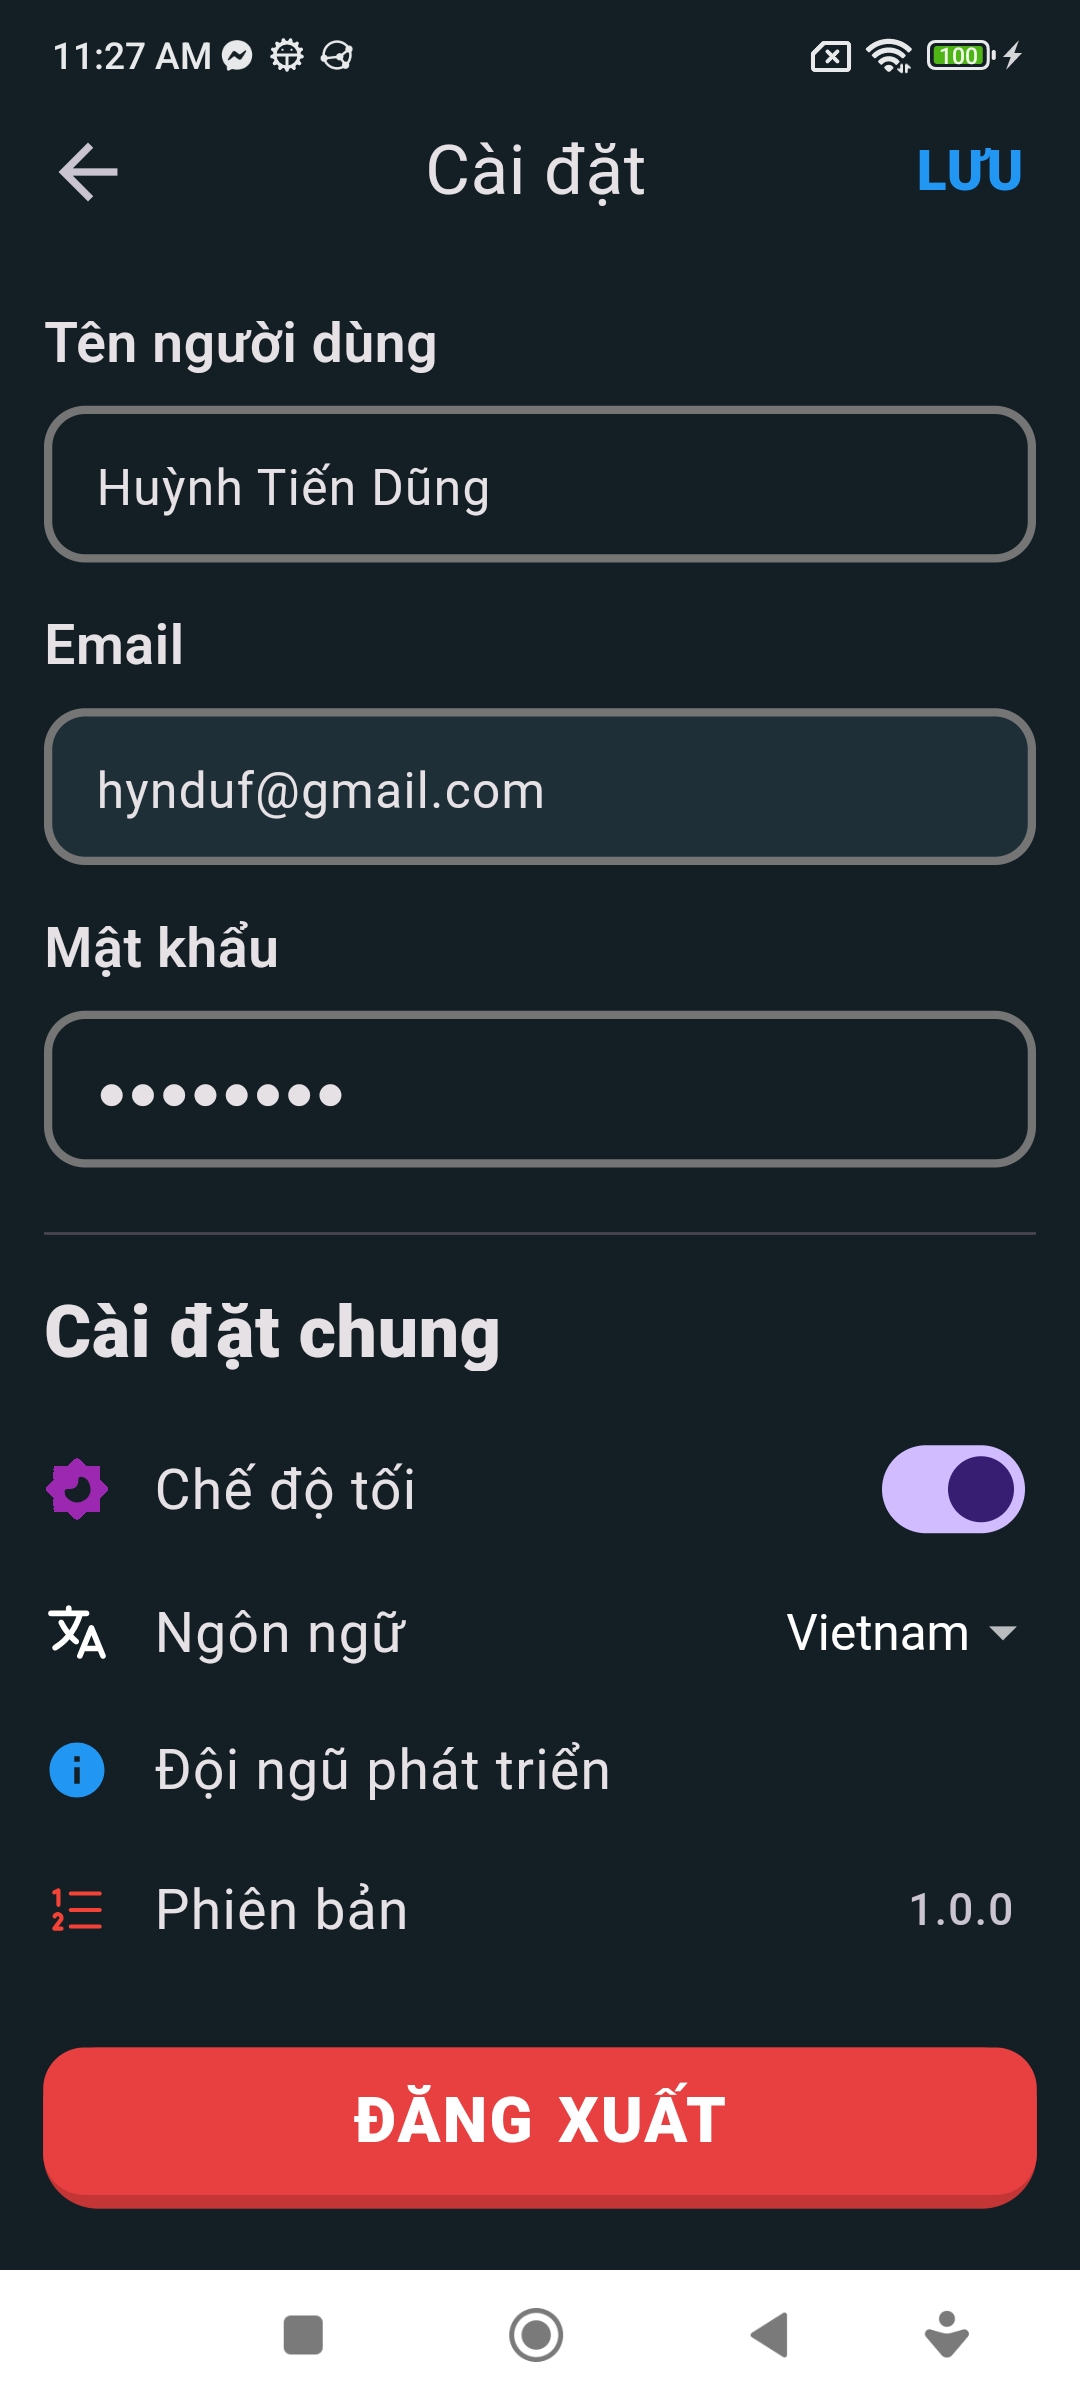 11:27 AM
100
Cài đặt
LƯU
Tên người dùng
Huỳnh Tiến Dũng
Email
hynduf@gmail.com
Mật khẩu
••••••••
Cài đặt chung
Chế độ tối
Ngôn ngữ
Vietnam
Đội ngũ phát triển
Phiên bản
1.0.0
ĐĂNG XUẤT